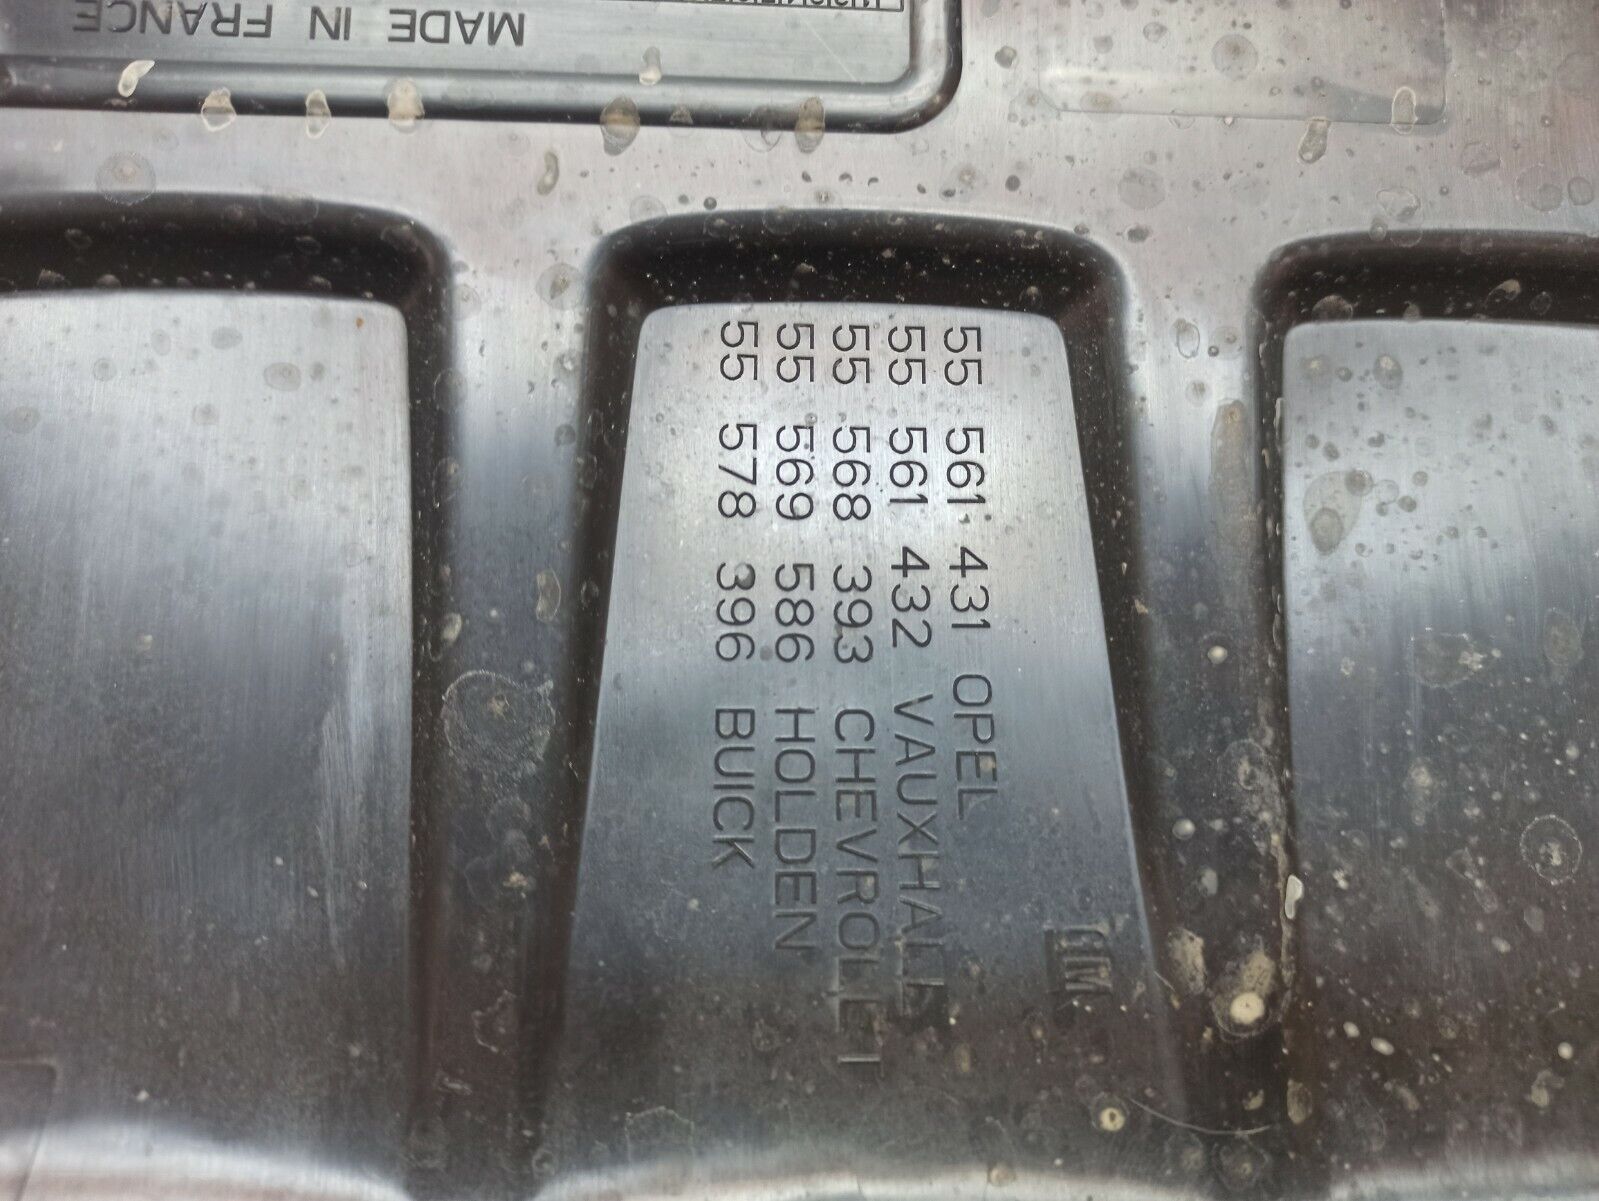 MADE IN FRANCE
GM
55 561 431 OPEL
55 561 432 VAUXHALL
55 568 393 CHEVROLET
55 569 586 HOLDEN
55 578 396 BUICK